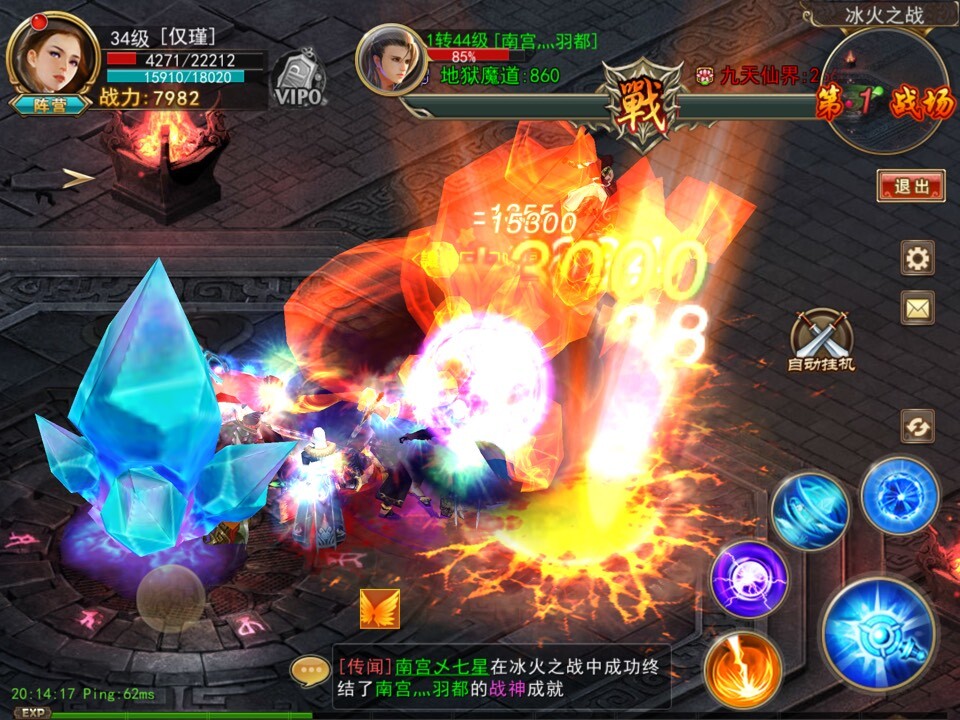 34级 [仅瑾]
4271/22212
15910/18020
阵营
战力:7982
VIP0
1转44级 [南宫灬羽都]
85%
地狱魔道:860
戰
九天仙界:2
冰火之战
第 1 战场
退出
=15300
3000
自动挂机
[传闻]南宫乄七星在冰火之战中成功终
结了南宫灬羽都的战神成就
20:14:17 Ping:62ms
EXP